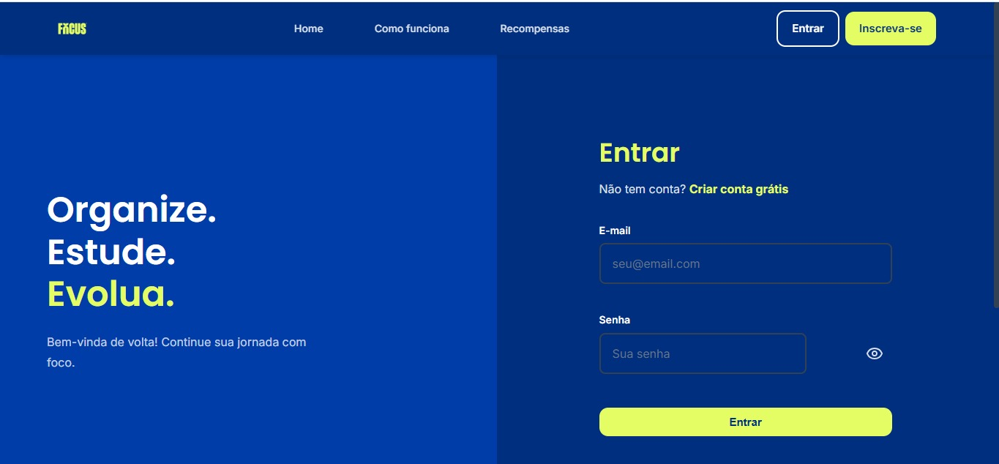 FOCUS
Home
Como funciona
Recompensas
Entrar
Inscreva-se
Organize.
Estude.
Evolua.
Bem-vinda de volta! Continue sua jornada com
foco.
Entrar
Não tem conta? Criar conta grátis
E-mail
seu@email.com
Senha
Sua senha
Entrar